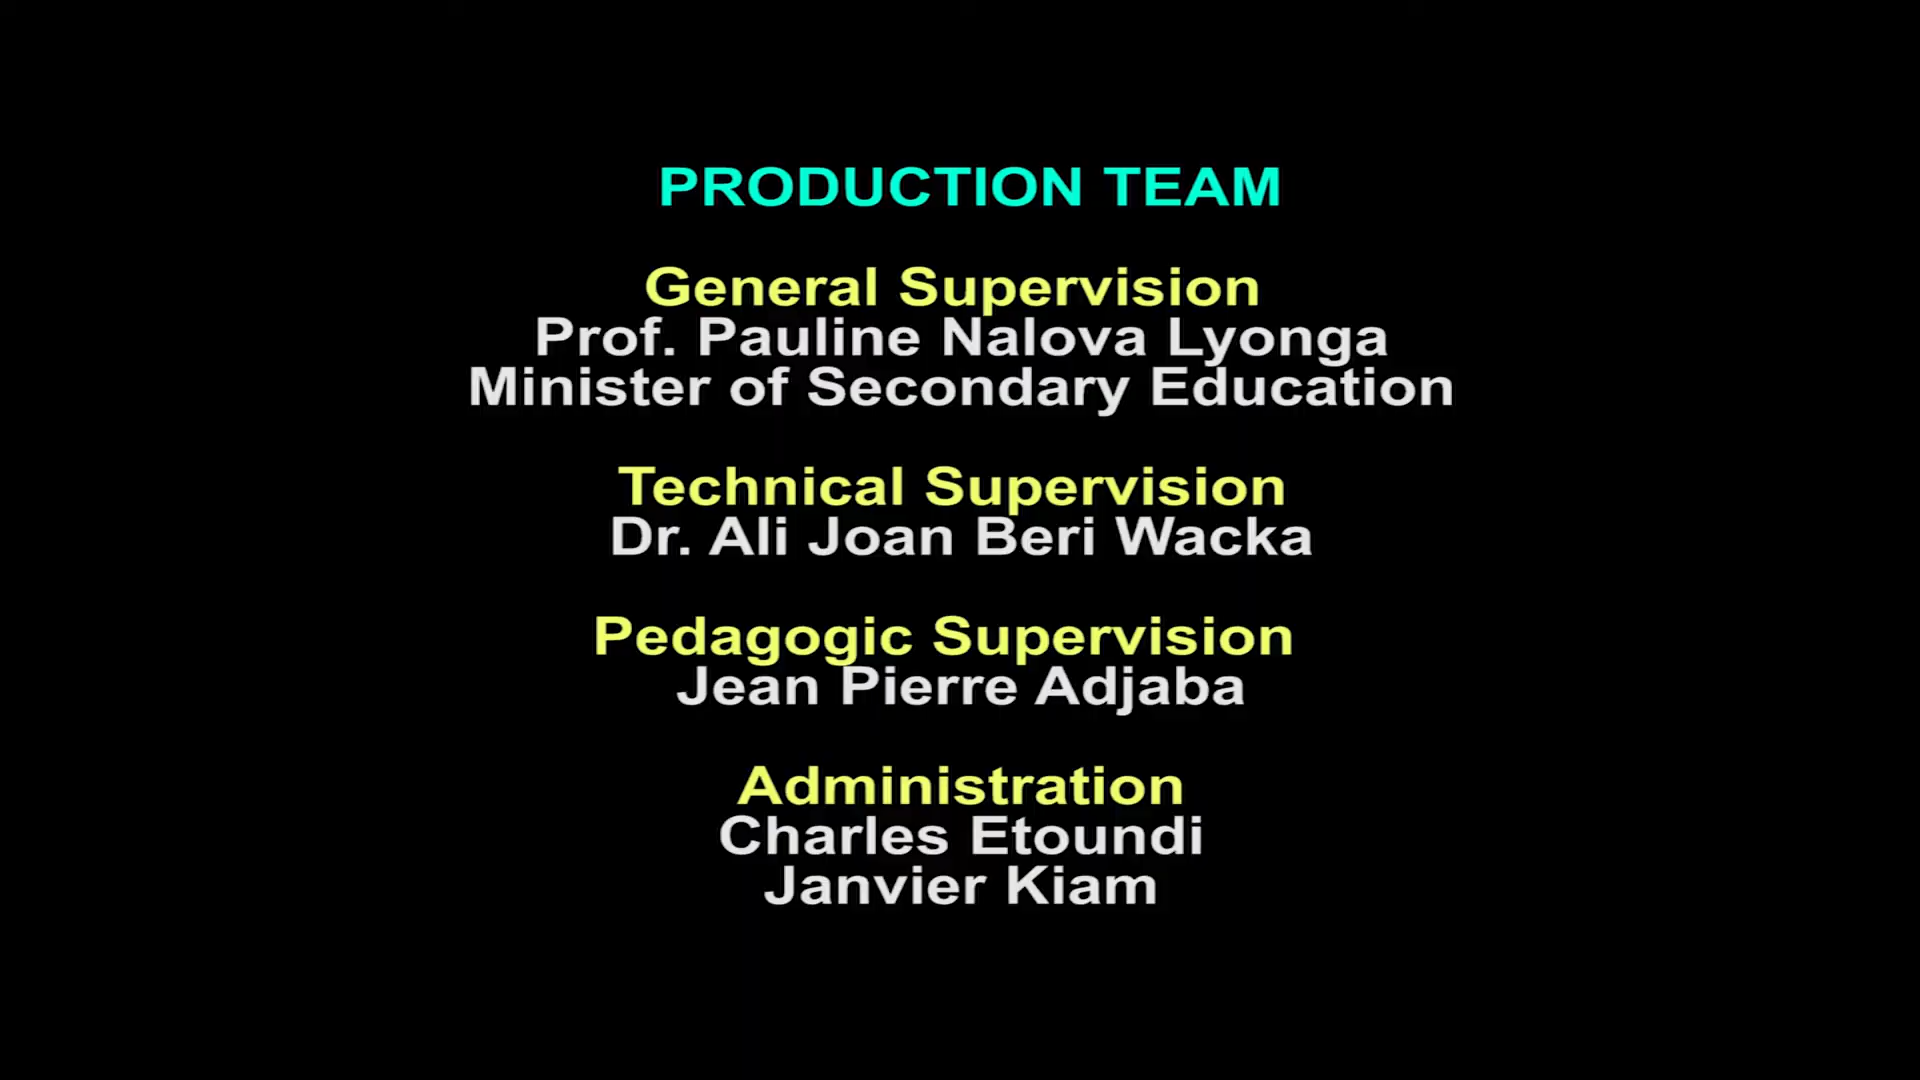 PRODUCTION TEAM
General Supervision
Prof. Pauline Nalova Lyonga
Minister of Secondary Education
Technical Supervision
Dr. Ali Joan Beri Wacka
Pedagogic Supervision
Jean Pierre Adjaba
Administration
Charles Etoundi
Janvier Kiam